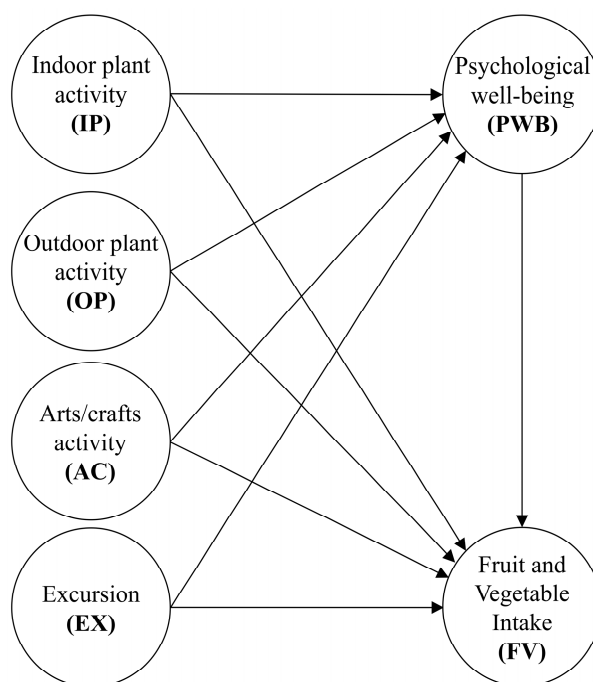 Indoor plant
activity
(IP)
Psychological
well-being
(PWB)
Outdoor plant
activity
(OP)
Arts/crafts
activity
(AC)
Excursion
(EX)
Fruit and
Vegetable
Intake
(FV)